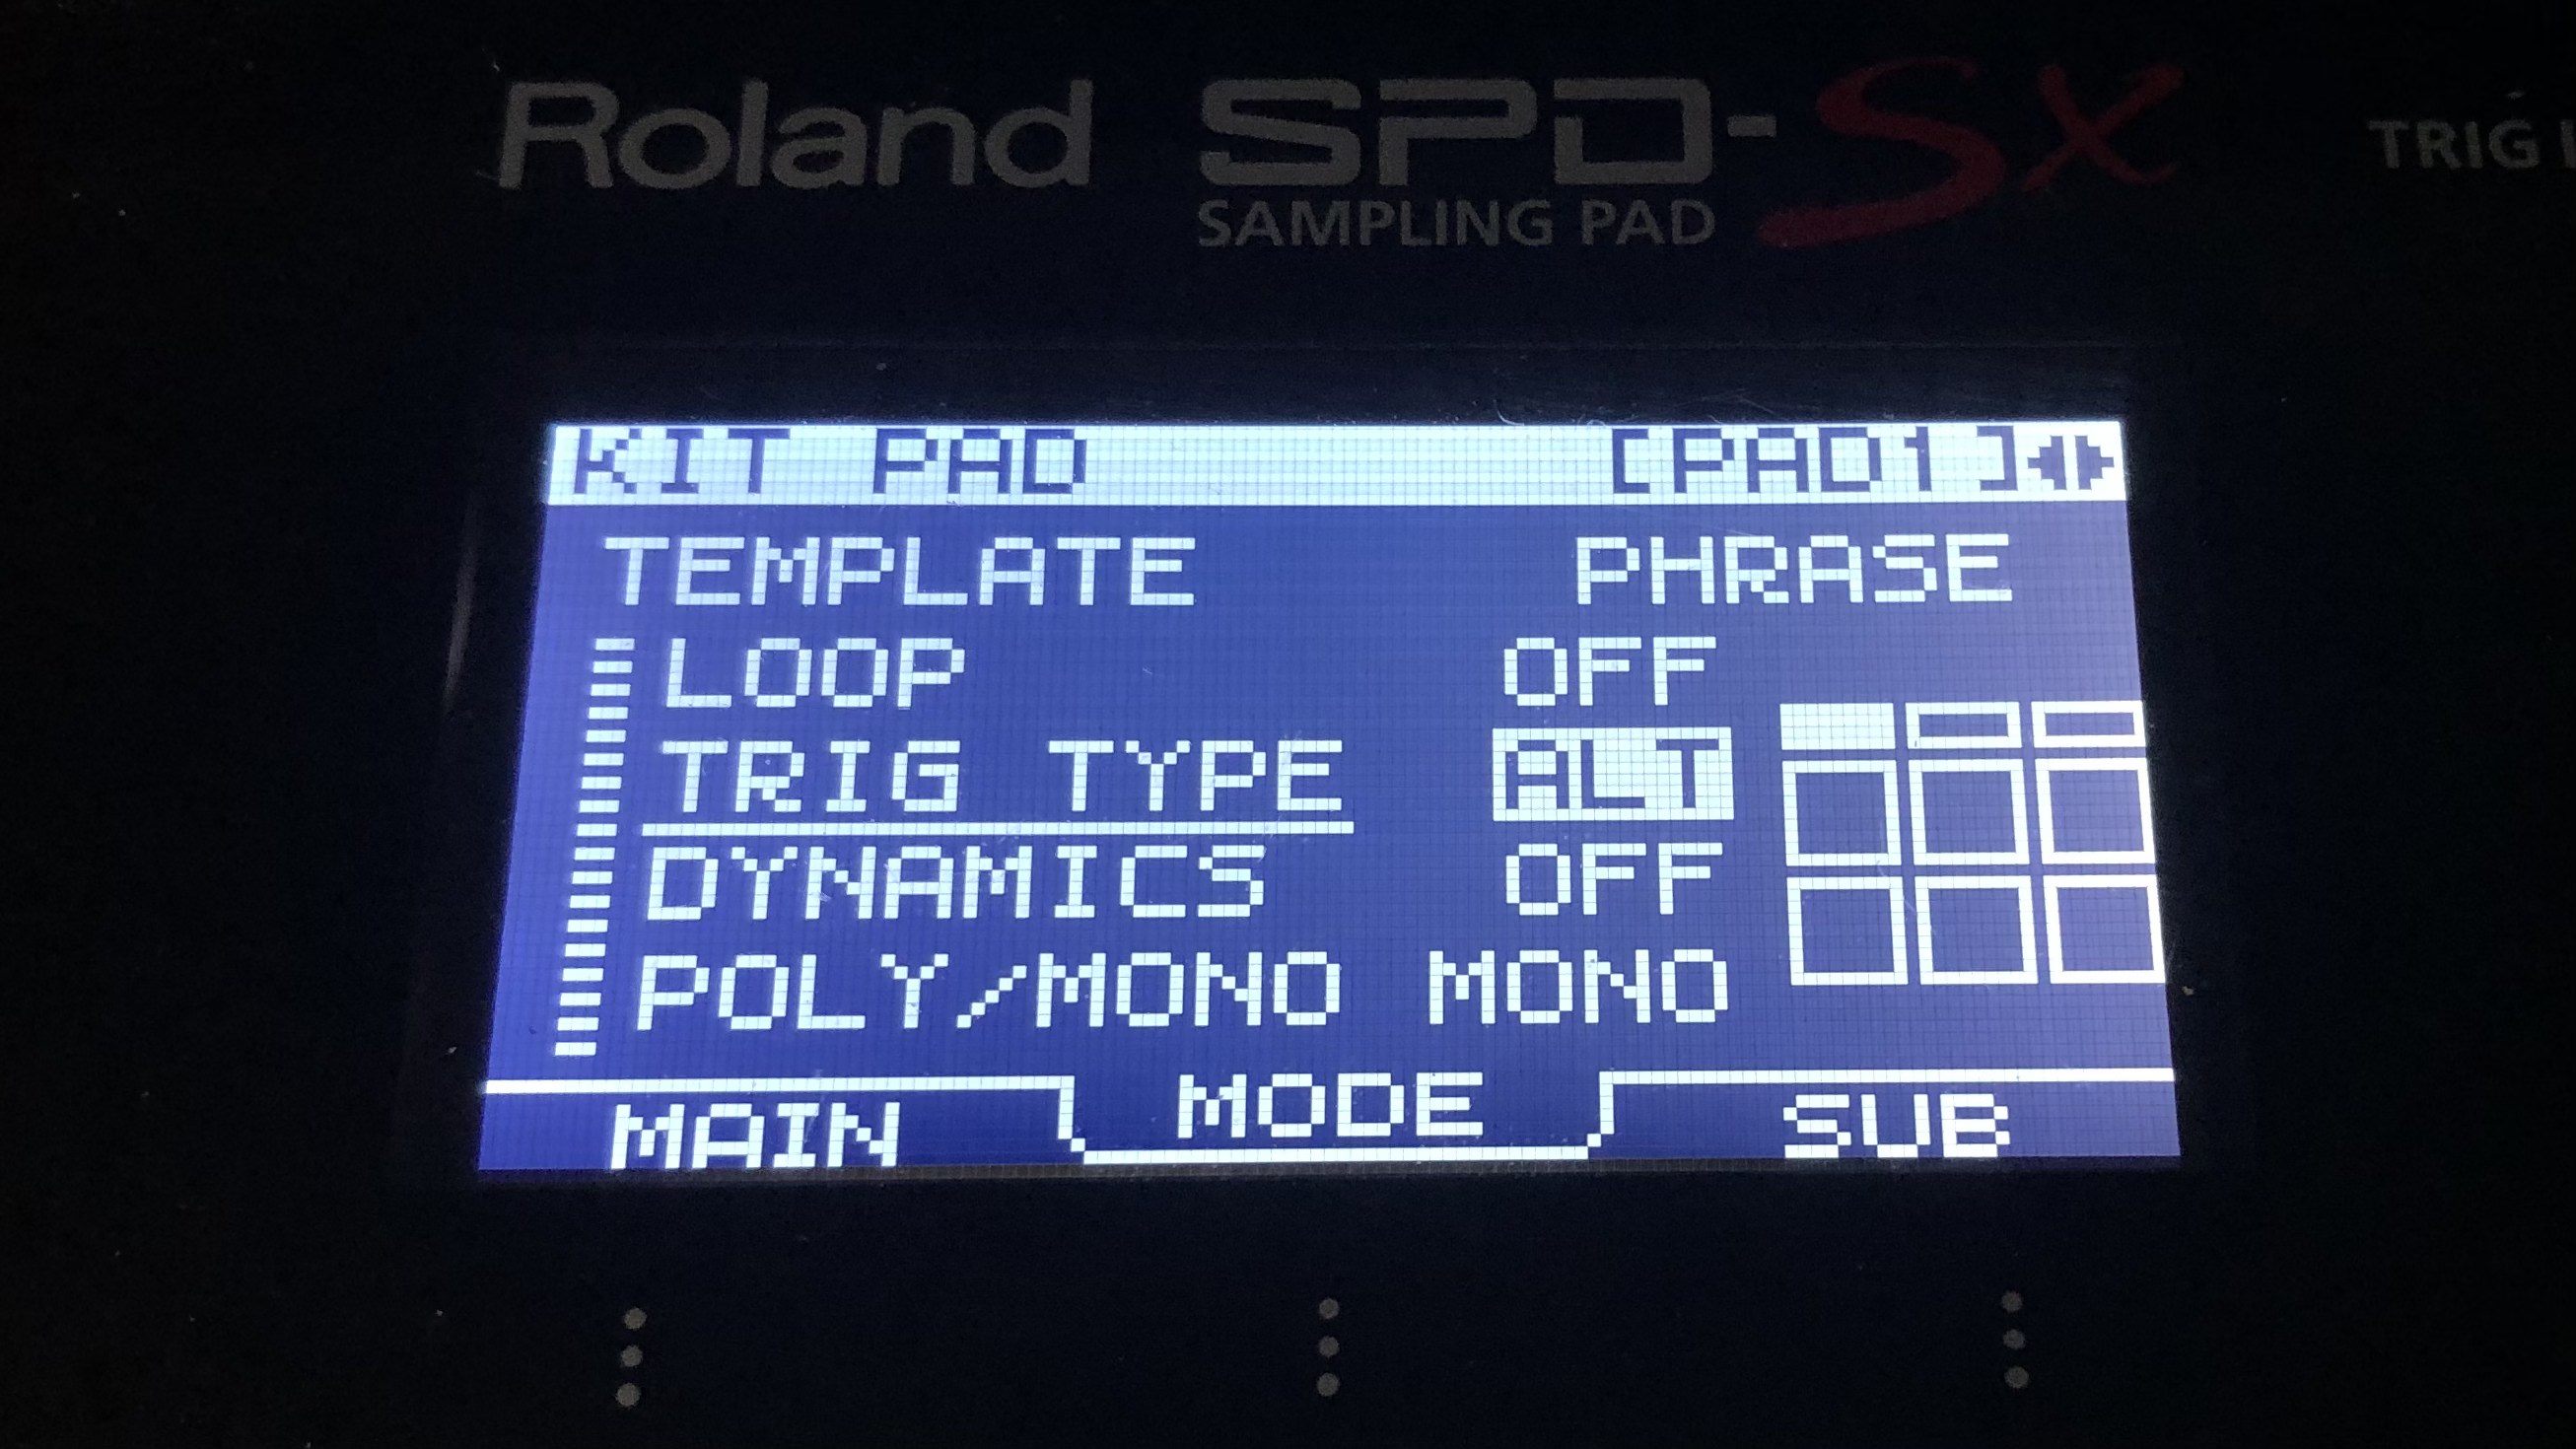 Roland SPD-SX
SAMPLING PAD
TRIG
KIT PAD [PAD1]
TEMPLATE PHRASE
LOOP OFF
TRIG TYPE ALT
DYNAMICS OFF
POLY/MONO MONO
MAIN MODE SUB